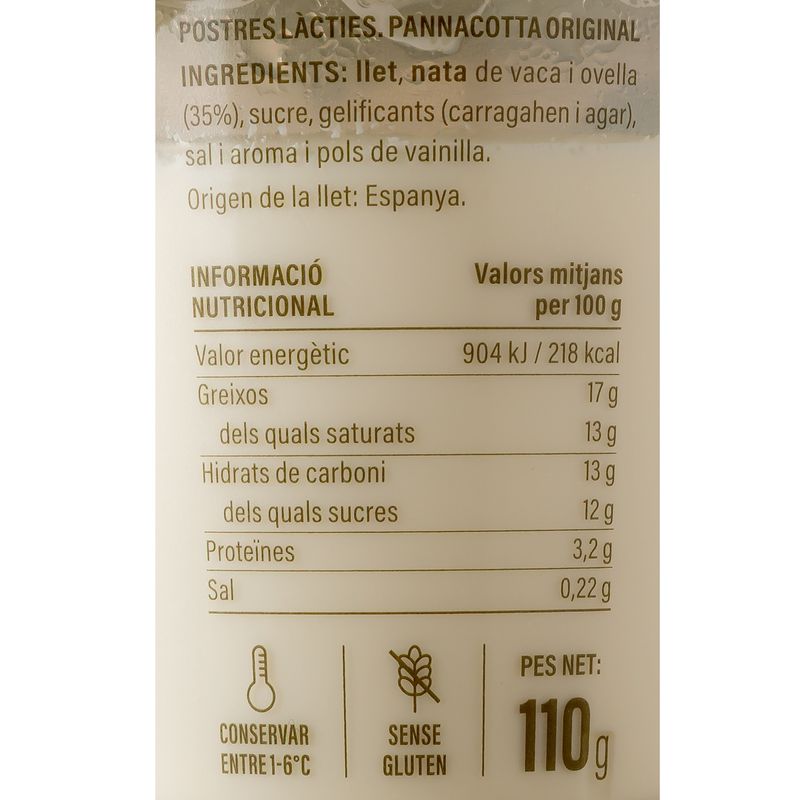 POSTRES LÀCTIES. PANNACOTTA ORIGINAL
INGREDIENTS: llet, nata de vaca i ovella
(35%), sucre, gelificants (carragahen i agar),
sal i aroma i pols de vainilla.
Origen de la llet: Espanya.
INFORMACIÓ NUTRICIONAL
Valors mitjans per 100 g
Valor energètic 904 kJ / 218 kcal
Greixos 17 g
dels quals saturats 13 g
Hidrats de carboni 13 g
dels quals sucres 12 g
Proteïnes 3,2 g
Sal 0,22 g
CONSERVAR
ENTRE 1-6°C
SENSE
GLUTEN
PES NET:
110 g